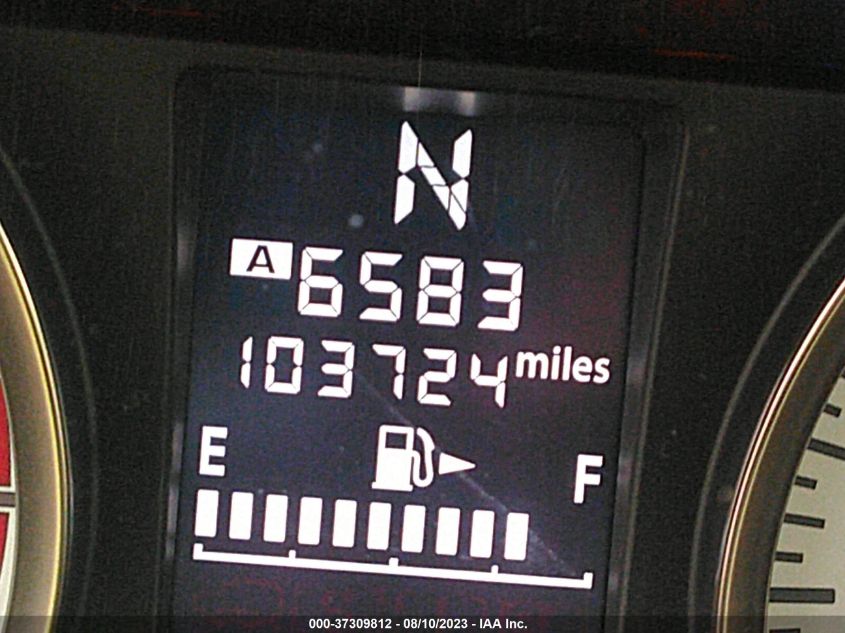 N
A 6583
103724 miles
E F
000-37309812 - 08/10/2023 - IAA Inc.